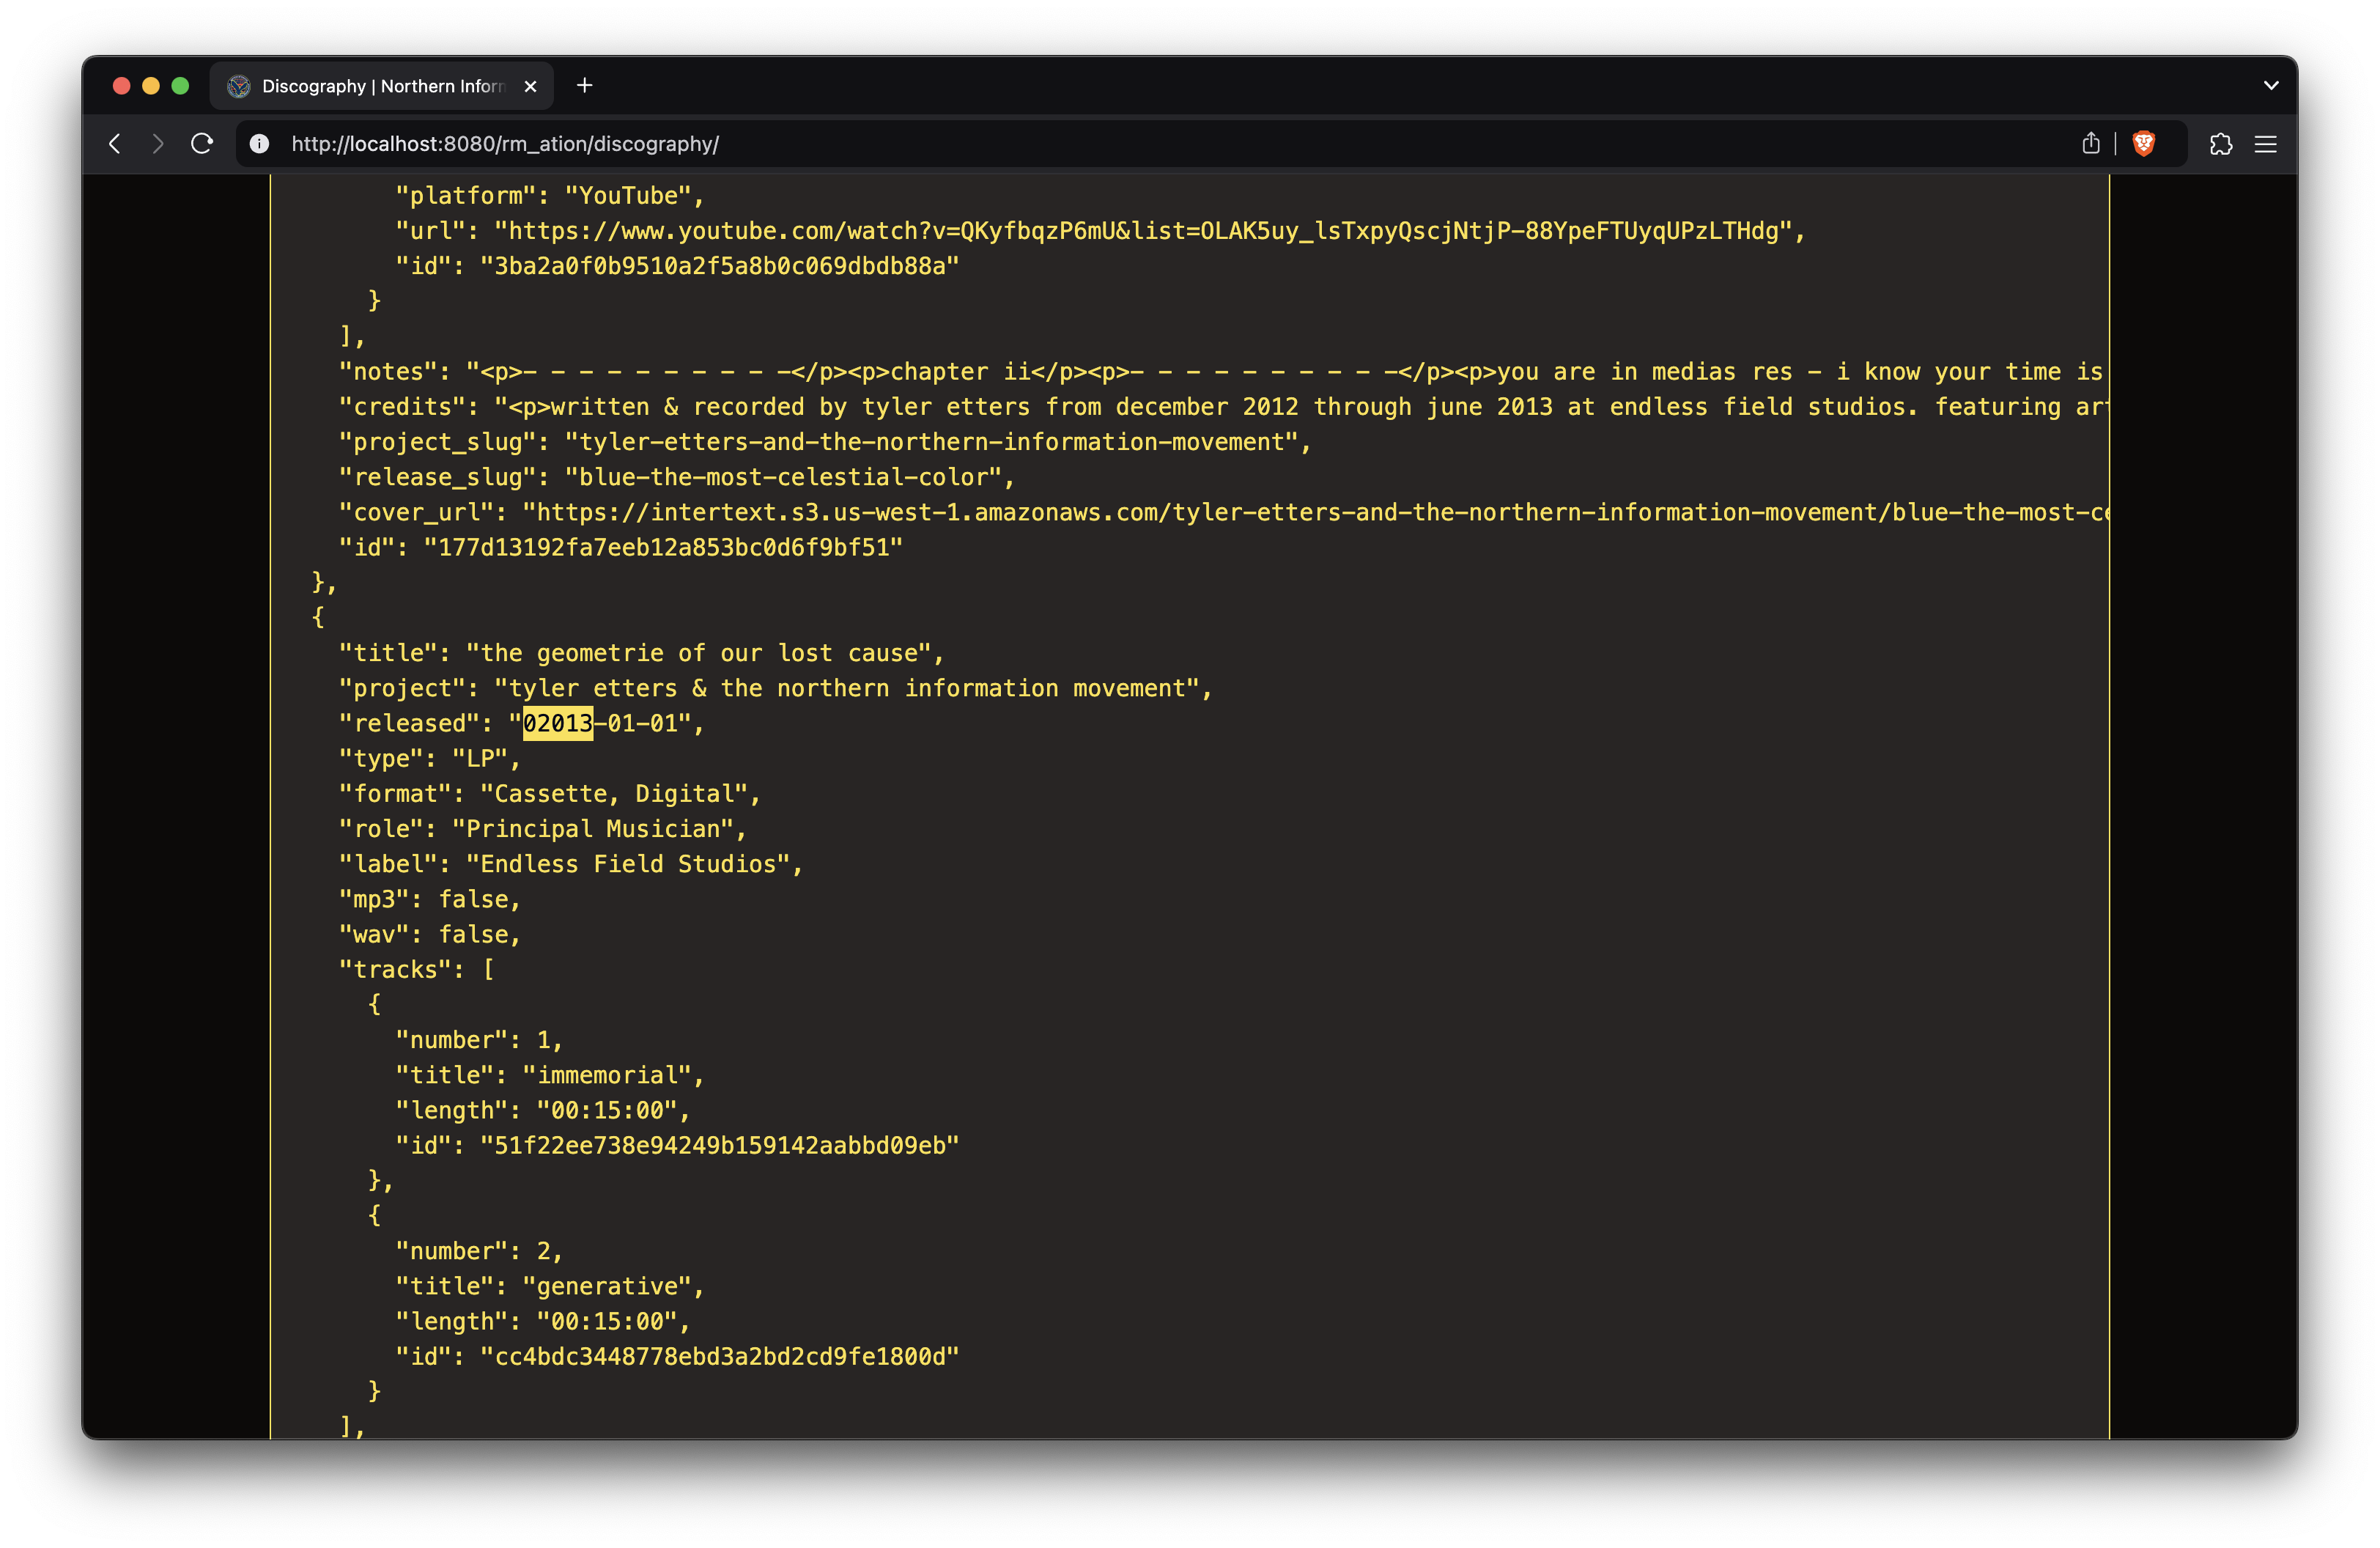 Discography | Northern Inforn
http://localhost:8080/rm_ation/discography/
"platform": "YouTube",
"url": "https://www.youtube.com/watch?v=QKyfbqzP6mU&list=OLAK5uy_lsTxpyQscjNtjP-88YpeFTUyqUPzLTHdg",
"id": "3ba2a0f0b9510a2f5a8b0c069dbdb88a"
}
],
"notes": "<p>- - - - - - - - - -</p><p>chapter ii</p><p>- - - - - - - - - -</p><p>you are in medias res - i know your time is
"credits": "<p>written & recorded by tyler etters from december 2012 through june 2013 at endless field studios. featuring ar
"project_slug": "tyler-etters-and-the-northern-information-movement",
"release_slug": "blue-the-most-celestial-color",
"cover_url": "https://intertext.s3.us-west-1.amazonaws.com/tyler-etters-and-the-northern-information-movement/blue-the-most-ce
"id": "177d13192fa7eeb12a853bc0d6f9bf51"
},
{
"title": "the geometrie of our lost cause",
"project": "tyler etters & the northern information movement",
"released": "02013-01-01",
"type": "LP",
"format": "Cassette, Digital",
"role": "Principal Musician",
"label": "Endless Field Studios",
"mp3": false,
"wav": false,
"tracks": [
{
"number": 1,
"title": "immemorial",
"length": "00:15:00",
"id": "51f22ee738e94249b159142aabbd09eb"
},
{
"number": 2,
"title": "generative",
"length": "00:15:00",
"id": "cc4bdc3448778ebd3a2bd2cd9fe1800d"
}
],